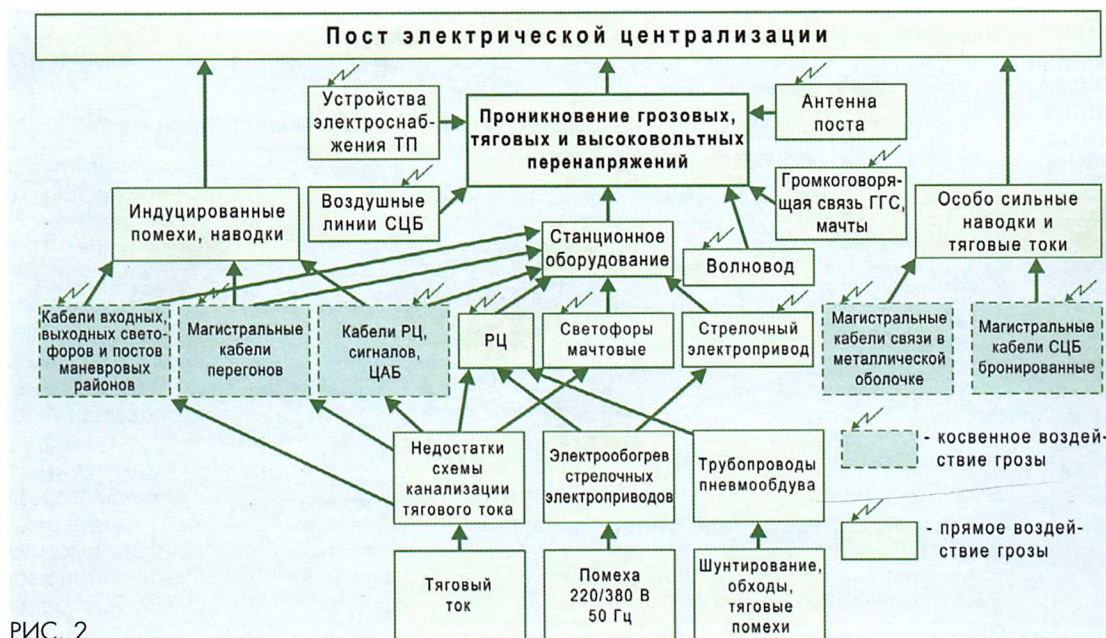 Пост электрической централизации
Устройства
электроснаб-
жения ТП
Проникновение грозовых,
тяговых и высоковольтных
перенапряжений
Антенна
поста
Индуцированные
помехи, наводки
Воздушные
линии СЦБ
Станционное
оборудование
Волновод
Громкоговоря-
щая связь ГГС,
мачты
Особо сильные
наводки и
тяговые токи
Кабели входных,
выходных свето-
форов и постов
маневровых
районов
Магистральные
кабели
перегонов
Кабели РЦ,
сигналов,
ЦАБ
РЦ
Светофоры
мачтовые
Стрелочный
электропривод
Магистральные
кабели связи в
металлической
оболочке
Магистральные
кабели СЦБ
бронированные
Недостатки
схемы
канализации
тягового тока
Электрообогрев
стрелочных
электроприводов
Трубопроводы
пневмообдува
- косвенное воздей-
ствие грозы
- прямое воздей-
ствие грозы
Тяговый
ток
Помеха
220/380 В
50 Гц
Шунтирование,
обходы,
тяговые
помехи
РИС. 2